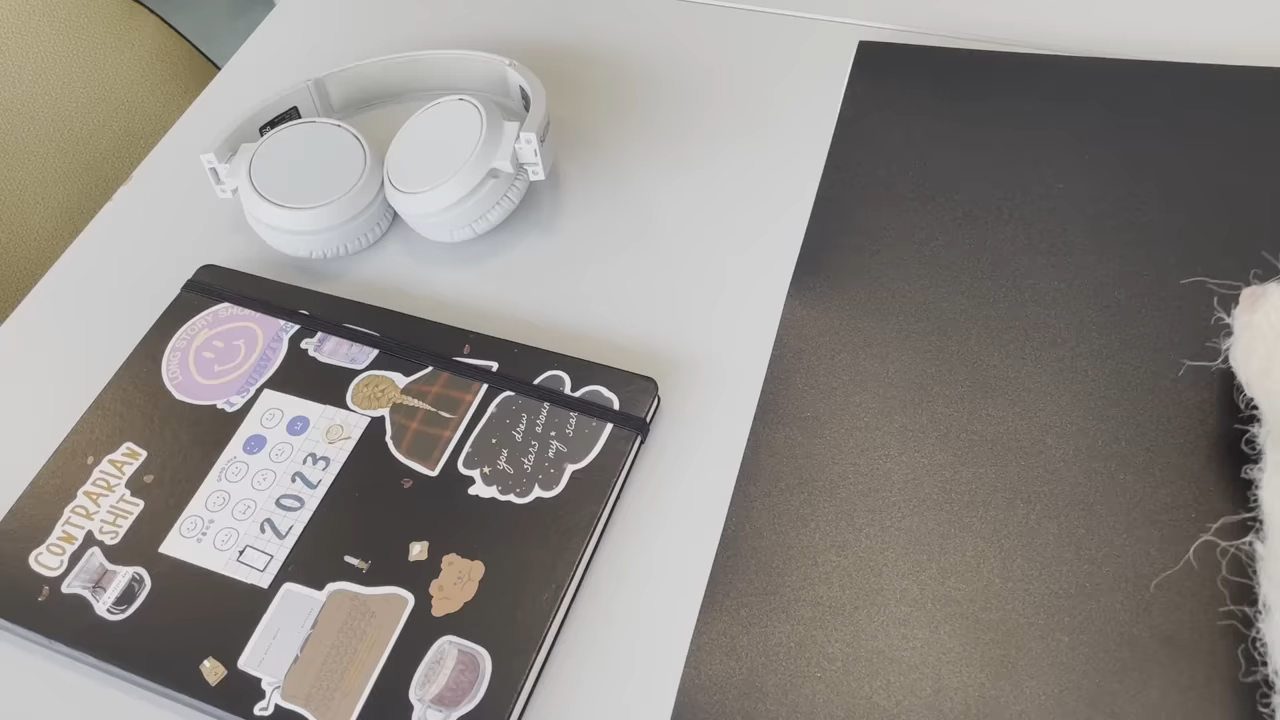 LONG STORY SHORT
I SURVIVED
you drew
stars around
my scars
CONTRARIAN
SHIT
2023